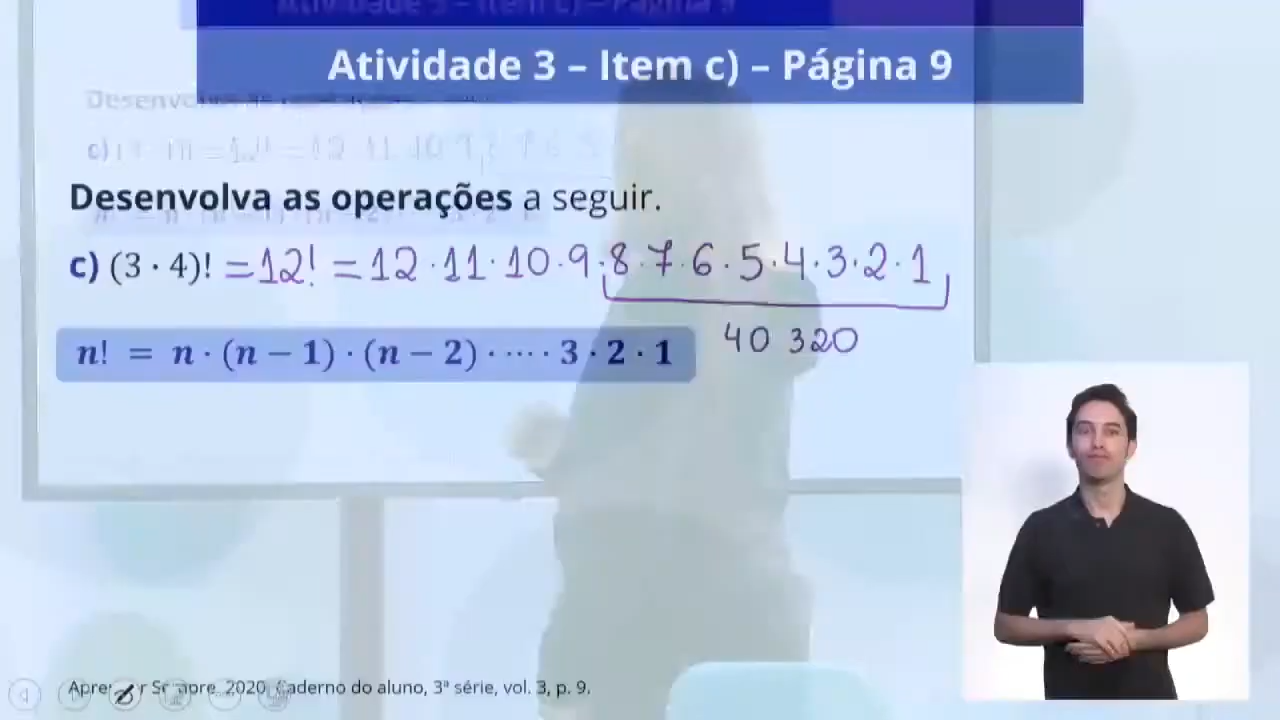 Atividade 3 – Item c) – Página 9
Desenvolva as operações a seguir.
c) (3 · 4)! = 12! = 12 · 11 · 10 · 9 · 8 · 7 · 6 · 5 · 4 · 3 · 2 · 1
n! = n · (n − 1) · (n − 2) · ⋯ · 3 · 2 · 1
40 320
2020, Caderno do aluno, 3ª série, vol. 3, p. 9.